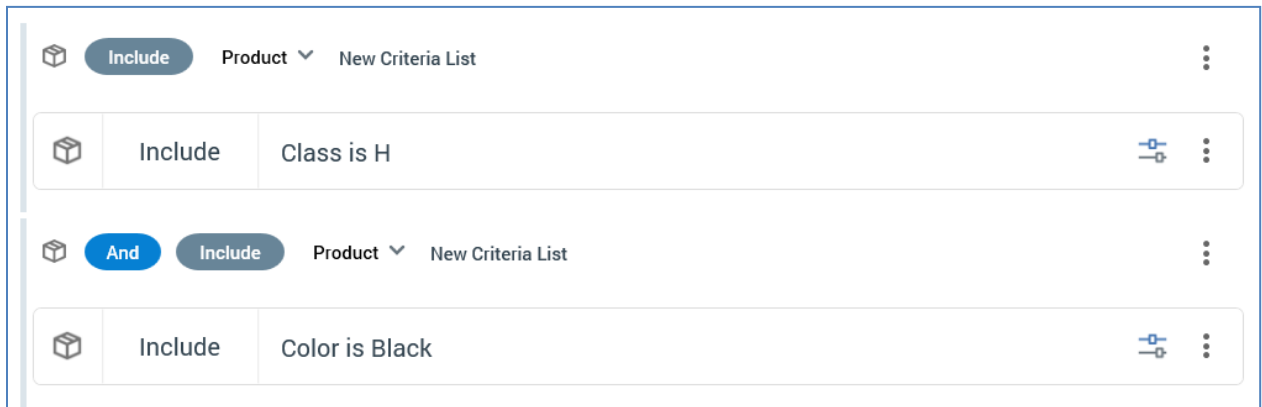 Include Product New Criteria List
Include Class is H
And Include Product New Criteria List
Include Color is Black